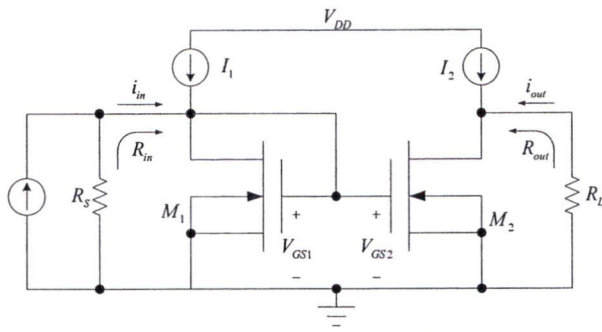 V_DD
I_1
I_2
i_in
i_out
R_in
R_out
R_S
R_L
M_1
M_2
+
+
V_GS1
V_GS2
−
−